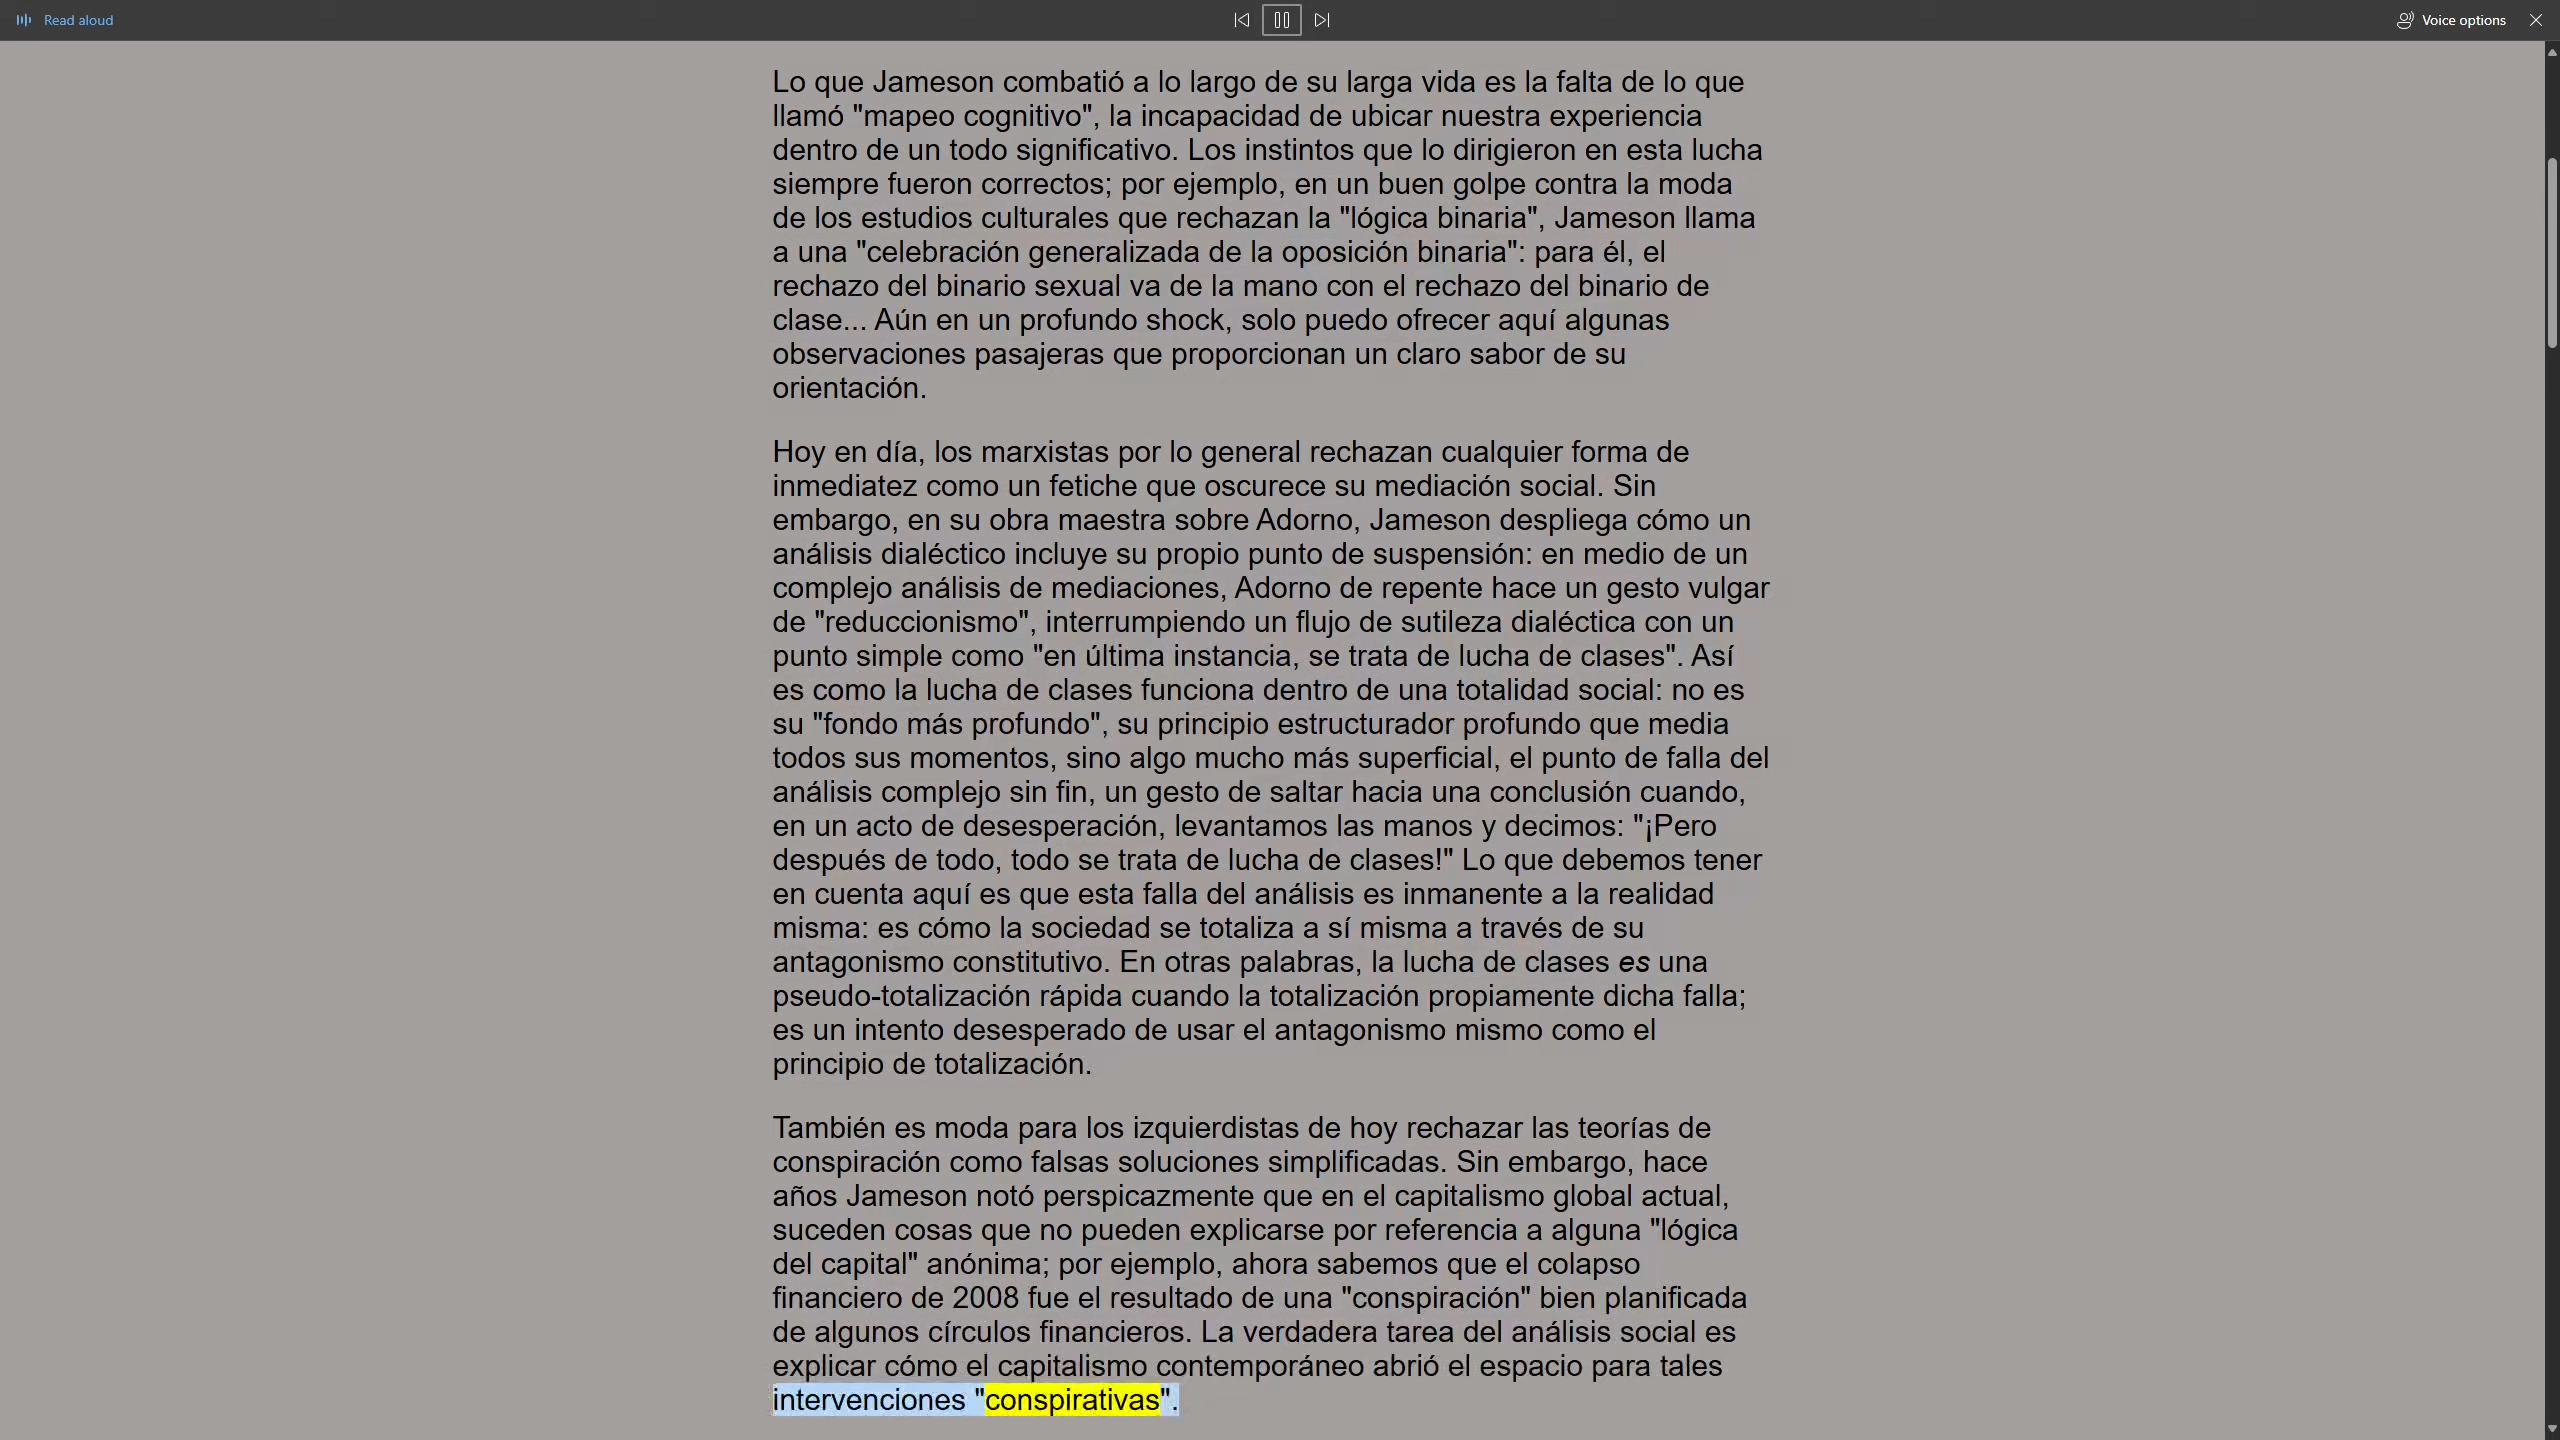 Read aloud
Voice options
Lo que Jameson combatió a lo largo de su larga vida es la falta de lo que
llamó "mapeo cognitivo", la incapacidad de ubicar nuestra experiencia
dentro de un todo significativo. Los instintos que lo dirigieron en esta lucha
siempre fueron correctos; por ejemplo, en un buen golpe contra la moda
de los estudios culturales que rechazan la "lógica binaria", Jameson llama
a una "celebración generalizada de la oposición binaria": para él, el
rechazo del binario sexual va de la mano con el rechazo del binario de
clase... Aún en un profundo shock, solo puedo ofrecer aquí algunas
observaciones pasajeras que proporcionan un claro sabor de su
orientación.
Hoy en día, los marxistas por lo general rechazan cualquier forma de
inmediatez como un fetiche que oscurece su mediación social. Sin
embargo, en su obra maestra sobre Adorno, Jameson despliega cómo un
análisis dialéctico incluye su propio punto de suspensión: en medio de un
complejo análisis de mediaciones, Adorno de repente hace un gesto vulgar
de "reduccionismo", interrumpiendo un flujo de sutileza dialéctica con un
punto simple como "en última instancia, se trata de lucha de clases". Así
es como la lucha de clases funciona dentro de una totalidad social: no es
su "fondo más profundo", su principio estructurador profundo que media
todos sus momentos, sino algo mucho más superficial, el punto de falla del
análisis complejo sin fin, un gesto de saltar hacia una conclusión cuando,
en un acto de desesperación, levantamos las manos y decimos: "¡Pero
después de todo, todo se trata de lucha de clases!" Lo que debemos tener
en cuenta aquí es que esta falla del análisis es inmanente a la realidad
misma: es cómo la sociedad se totaliza a sí misma a través de su
antagonismo constitutivo. En otras palabras, la lucha de clases es una
pseudo-totalización rápida cuando la totalización propiamente dicha falla;
es un intento desesperado de usar el antagonismo mismo como el
principio de totalización.
También es moda para los izquierdistas de hoy rechazar las teorías de
conspiración como falsas soluciones simplificadas. Sin embargo, hace
años Jameson notó perspicazmente que en el capitalismo global actual,
suceden cosas que no pueden explicarse por referencia a alguna "lógica
del capital" anónima; por ejemplo, ahora sabemos que el colapso
financiero de 2008 fue el resultado de una "conspiración" bien planificada
de algunos círculos financieros. La verdadera tarea del análisis social es
explicar cómo el capitalismo contemporáneo abrió el espacio para tales
intervenciones "conspirativas".